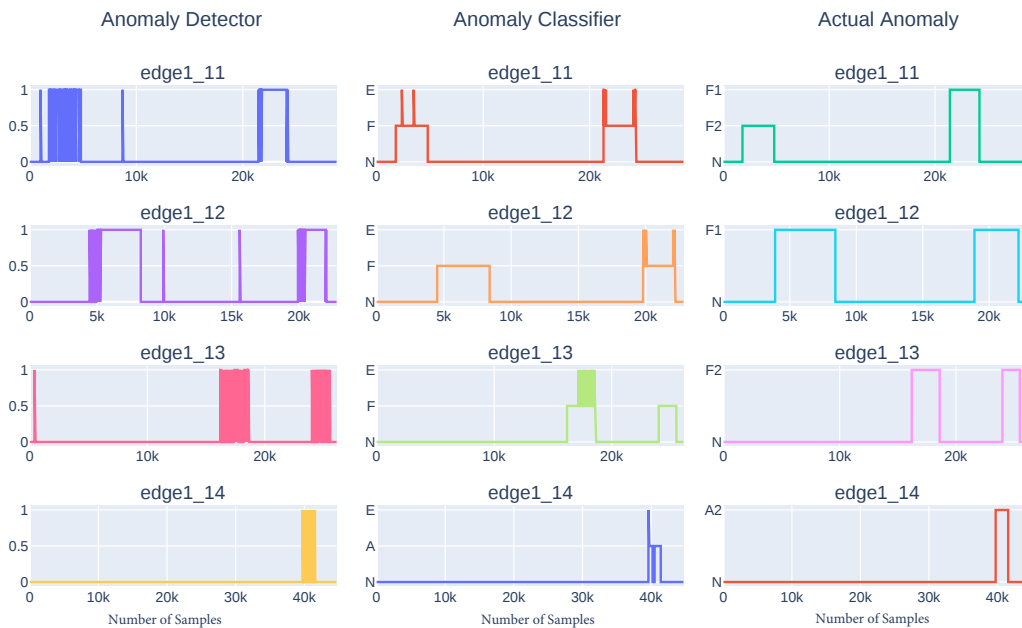 Anomaly Detector Anomaly Classifier Actual Anomaly
edge1_11 edge1_11 edge1_11
1 E F1
0.5 F F2
0 N N
0 10k 20k 0 10k 20k 0 10k 20k
edge1_12 edge1_12 edge1_12
1 E F1
0.5 F
0 N N
0 5k 10k 15k 20k 0 5k 10k 15k 20k 5k 10k 15k 20k
edge1_13 edge1_13 edge1_13
1 E F2
0.5 F
0 N N
0 10k 20k 0 10k 20k 0 10k 20k
edge1_14 edge1_14 edge1_14
1 E A2
0.5 A
0 N N
0 10k 20k 30k 40k 0 10k 20k 30k 40k 0 10k 20k 30k 40k
Number of Samples Number of Samples Number of Samples